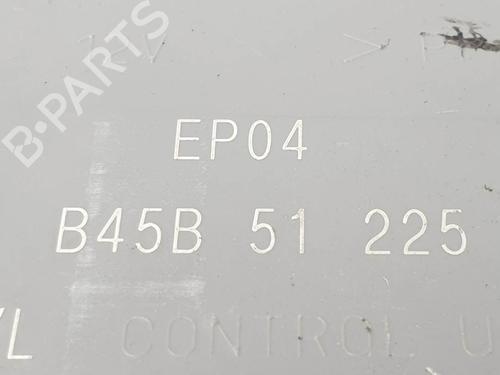 B-PARTS
EP04
B45B 51 225
CONTROL U